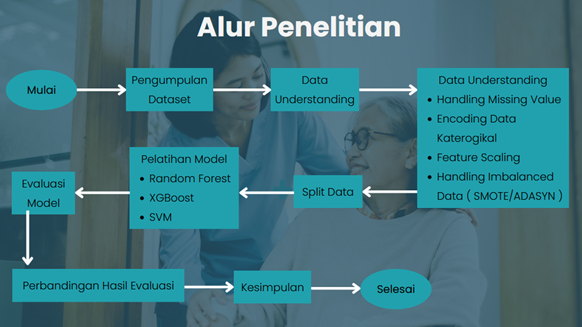 Alur Penelitian
Mulai
Pengumpulan
Dataset
Data
Understanding
Data Understanding
• Handling Missing Value
• Encoding Data
Katerogikal
• Feature Scaling
• Handling Imbalanced
Data ( SMOTE/ADASYN )
Split Data
Pelatihan Model
• Random Forest
• XGBoost
• SVM
Evaluasi
Model
Perbandingan Hasil Evaluasi
Kesimpulan
Selesai